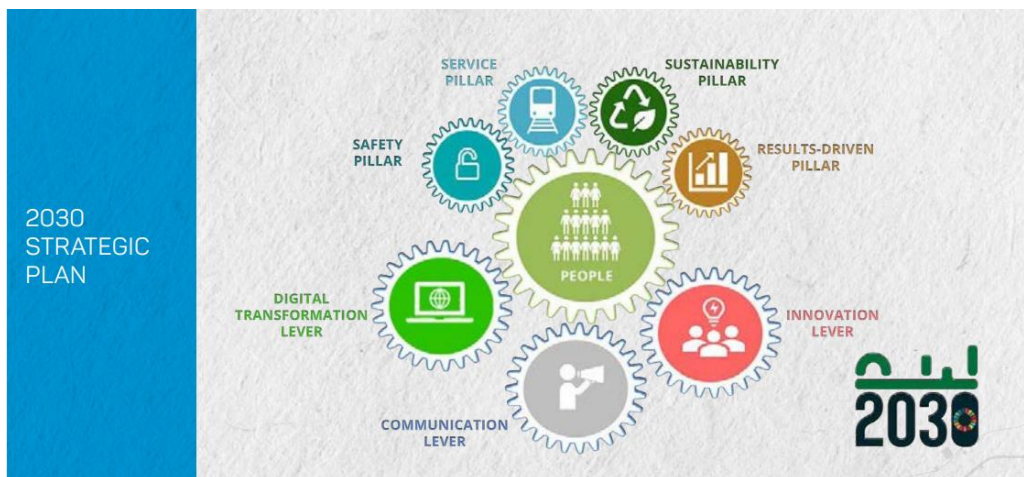 2030
STRATEGIC
PLAN
SERVICE
PILLAR
SUSTAINABILITY
PILLAR
SAFETY
PILLAR
RESULTS-DRIVEN
PILLAR
PEOPLE
DIGITAL
TRANSFORMATION
LEVER
INNOVATION
LEVER
COMMUNICATION
LEVER
2030